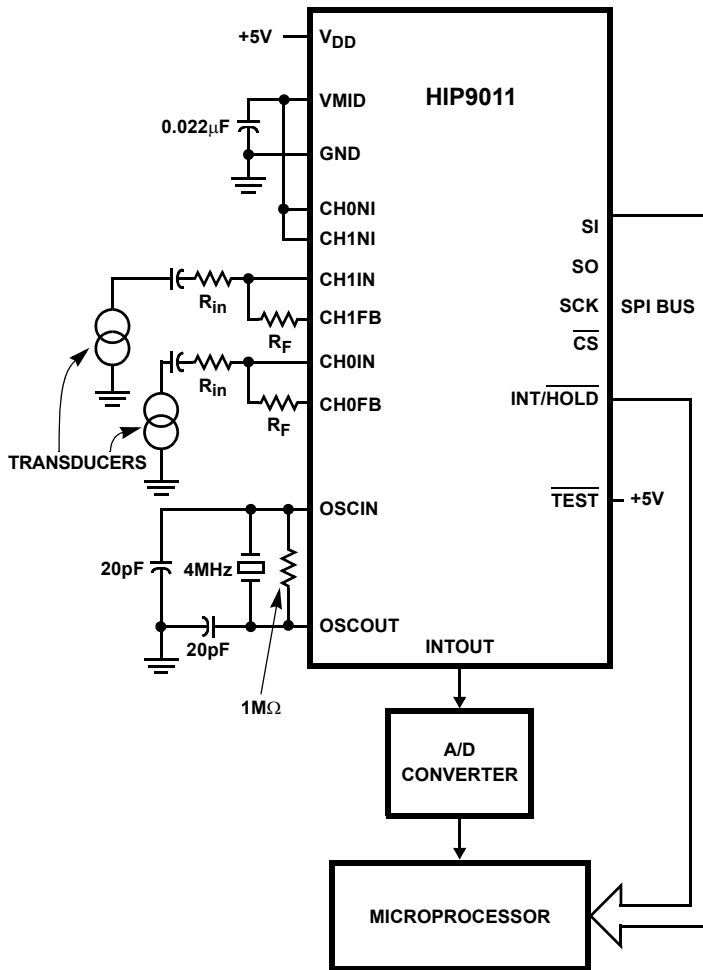 +5V
VDD
HIP9011
VMID
0.022μF
GND
CH0NI
CH1NI
SI
SO
CH1IN
Rin
SCK
SPI BUS
CH1FB
RF
CS
CH0IN
Rin
INT/HOLD
CH0FB
RF
TRANSDUCERS
TEST
+5V
OSCIN
20pF
4MHz
OSCOUT
20pF
INTOUT
1MΩ
A/D
CONVERTER
MICROPROCESSOR